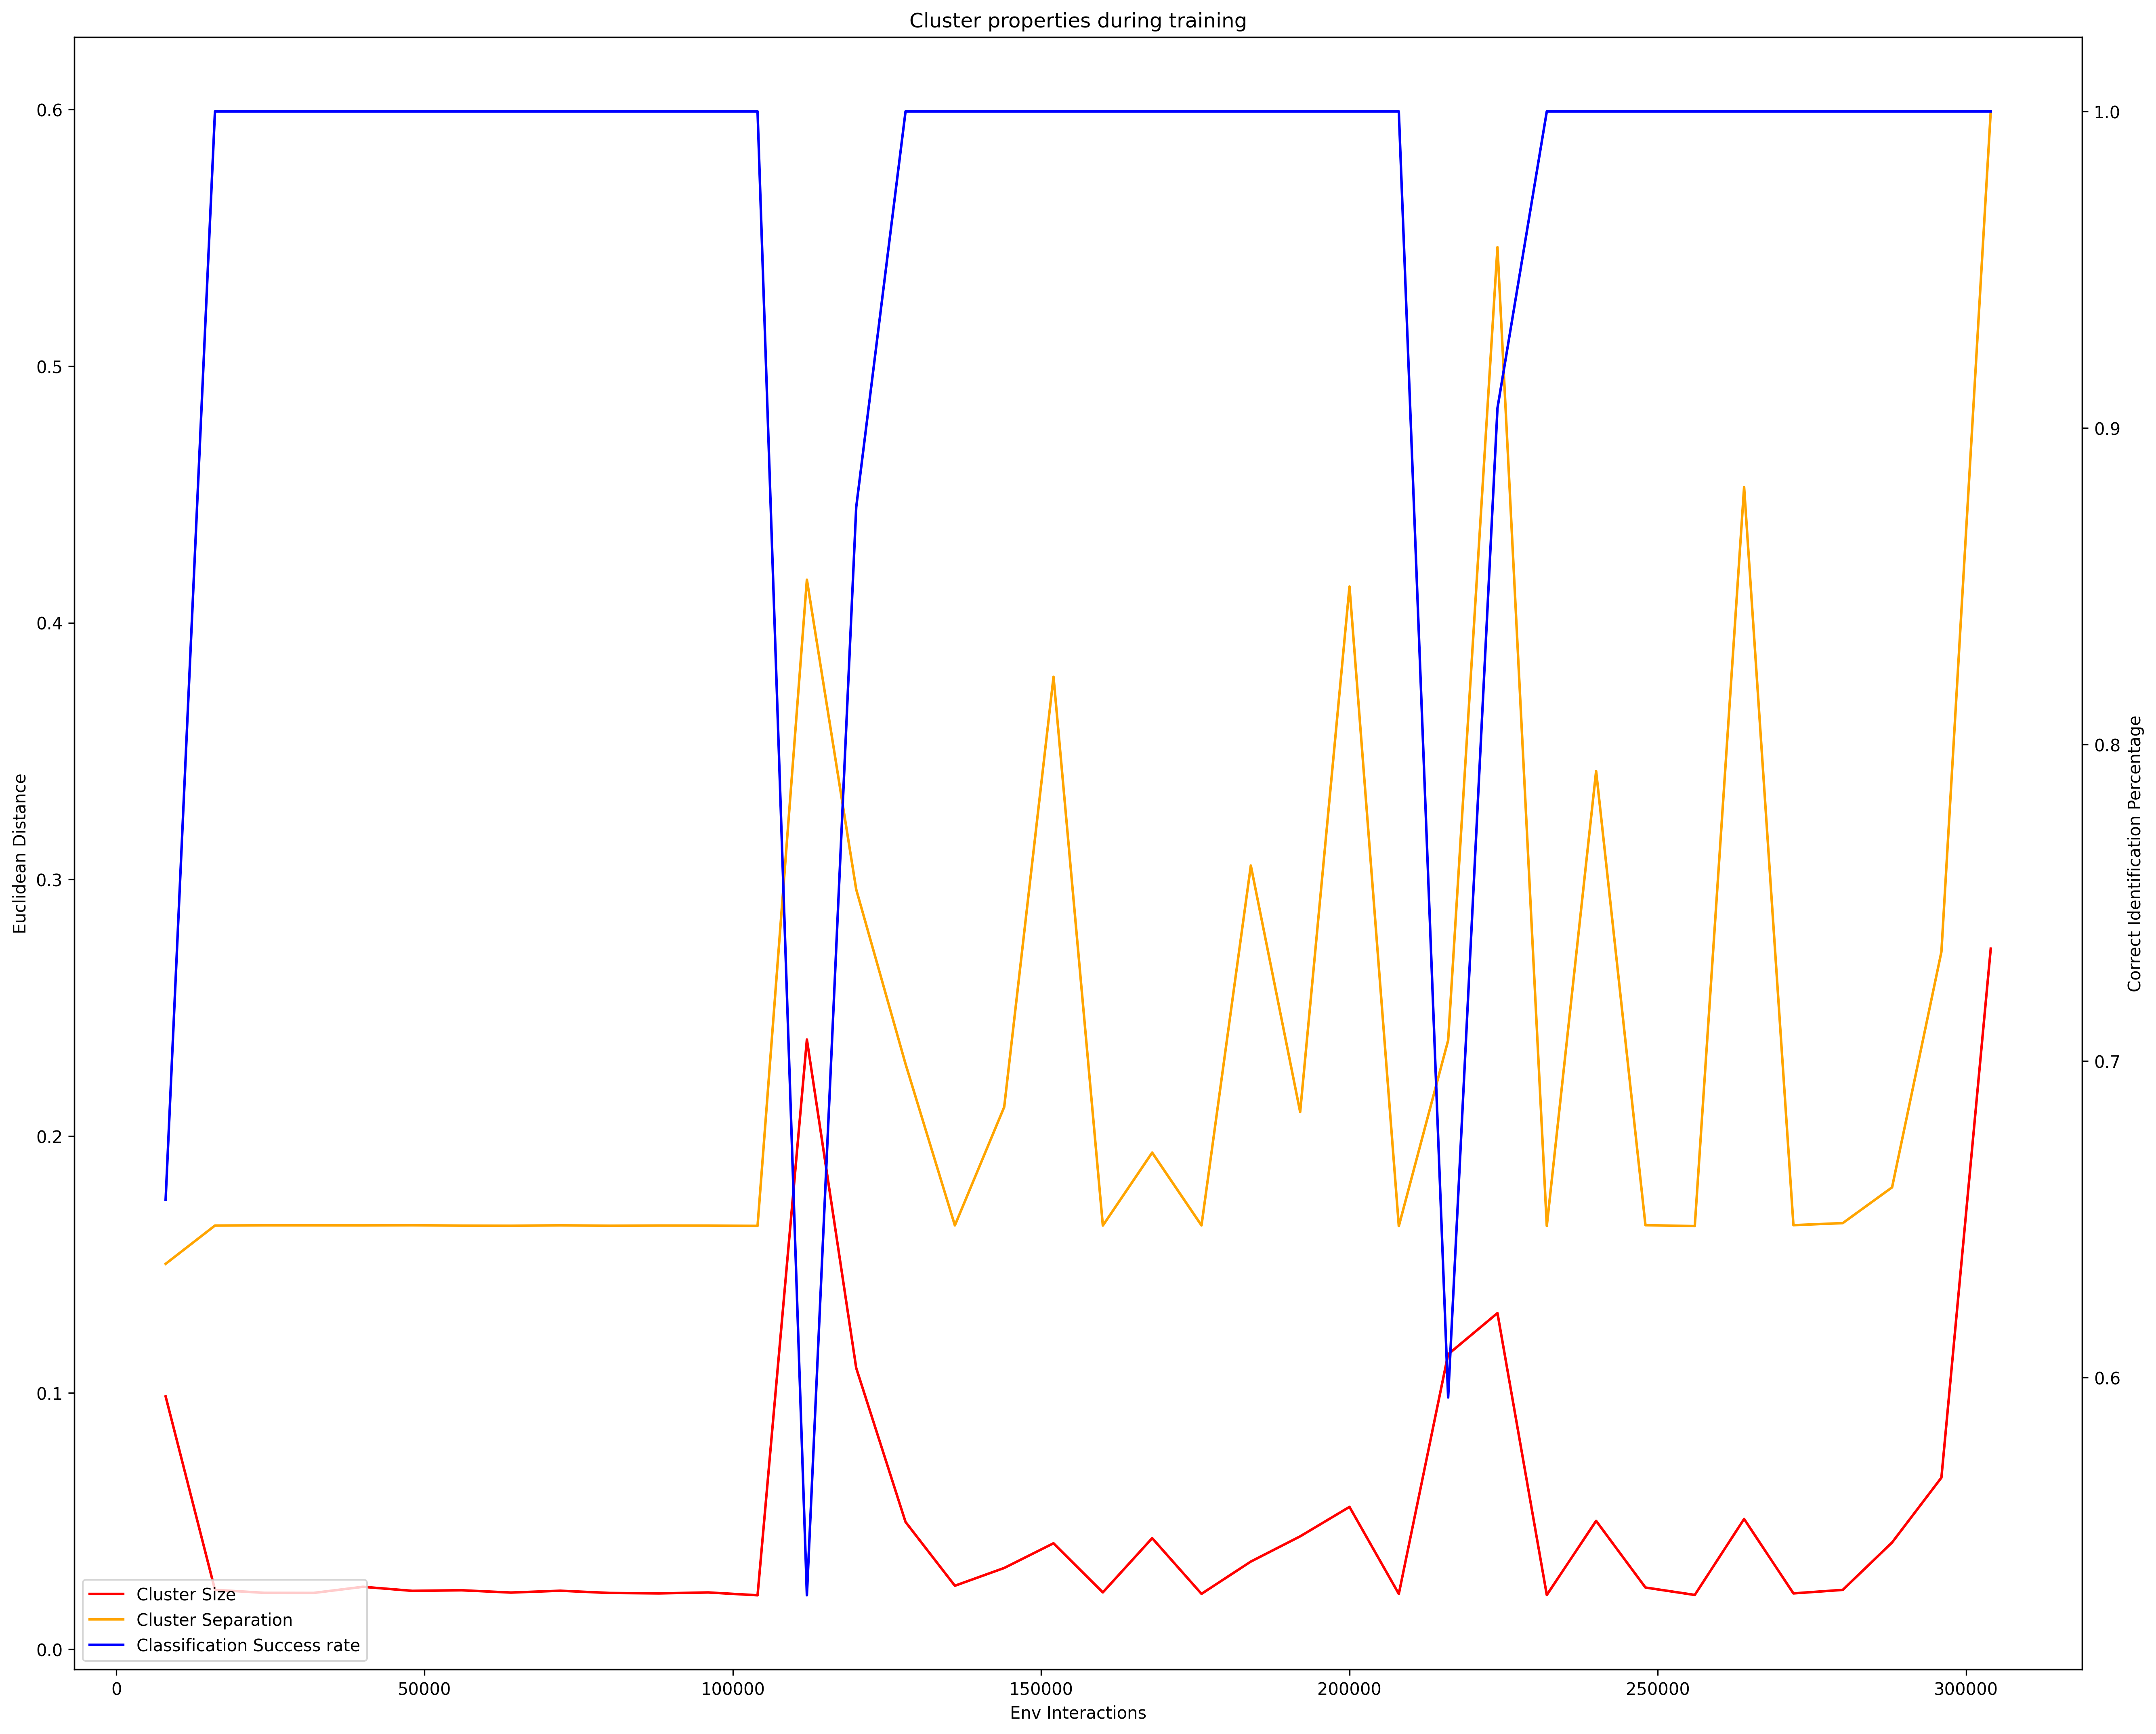 Cluster properties during training
0.6
0.5
0.4
0.3
0.2
0.1
0.0
Euclidean Distance
1.0
0.9
0.8
0.7
0.6
Correct Identification Percentage
Cluster Size
Cluster Separation
Classification Success rate
0
50000
100000
150000
200000
250000
300000
Env Interactions